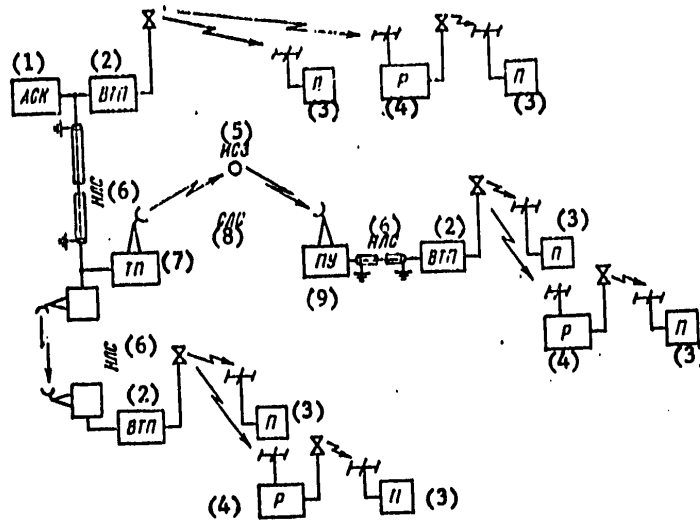 (1)
(2)
АСК
ВТП
П
(3)
Р
(4)
П
(3)
(5)
ИСЗ
НЛС
(6)
СЛС
(8)
ТП
(7)
ПУ
(9)
(6)
НЛС
(2)
ВТП
(3)
П
Р
(4)
П
(3)
НЛС
(6)
(2)
ВТП
П
(3)
(4)
Р
П
(3)